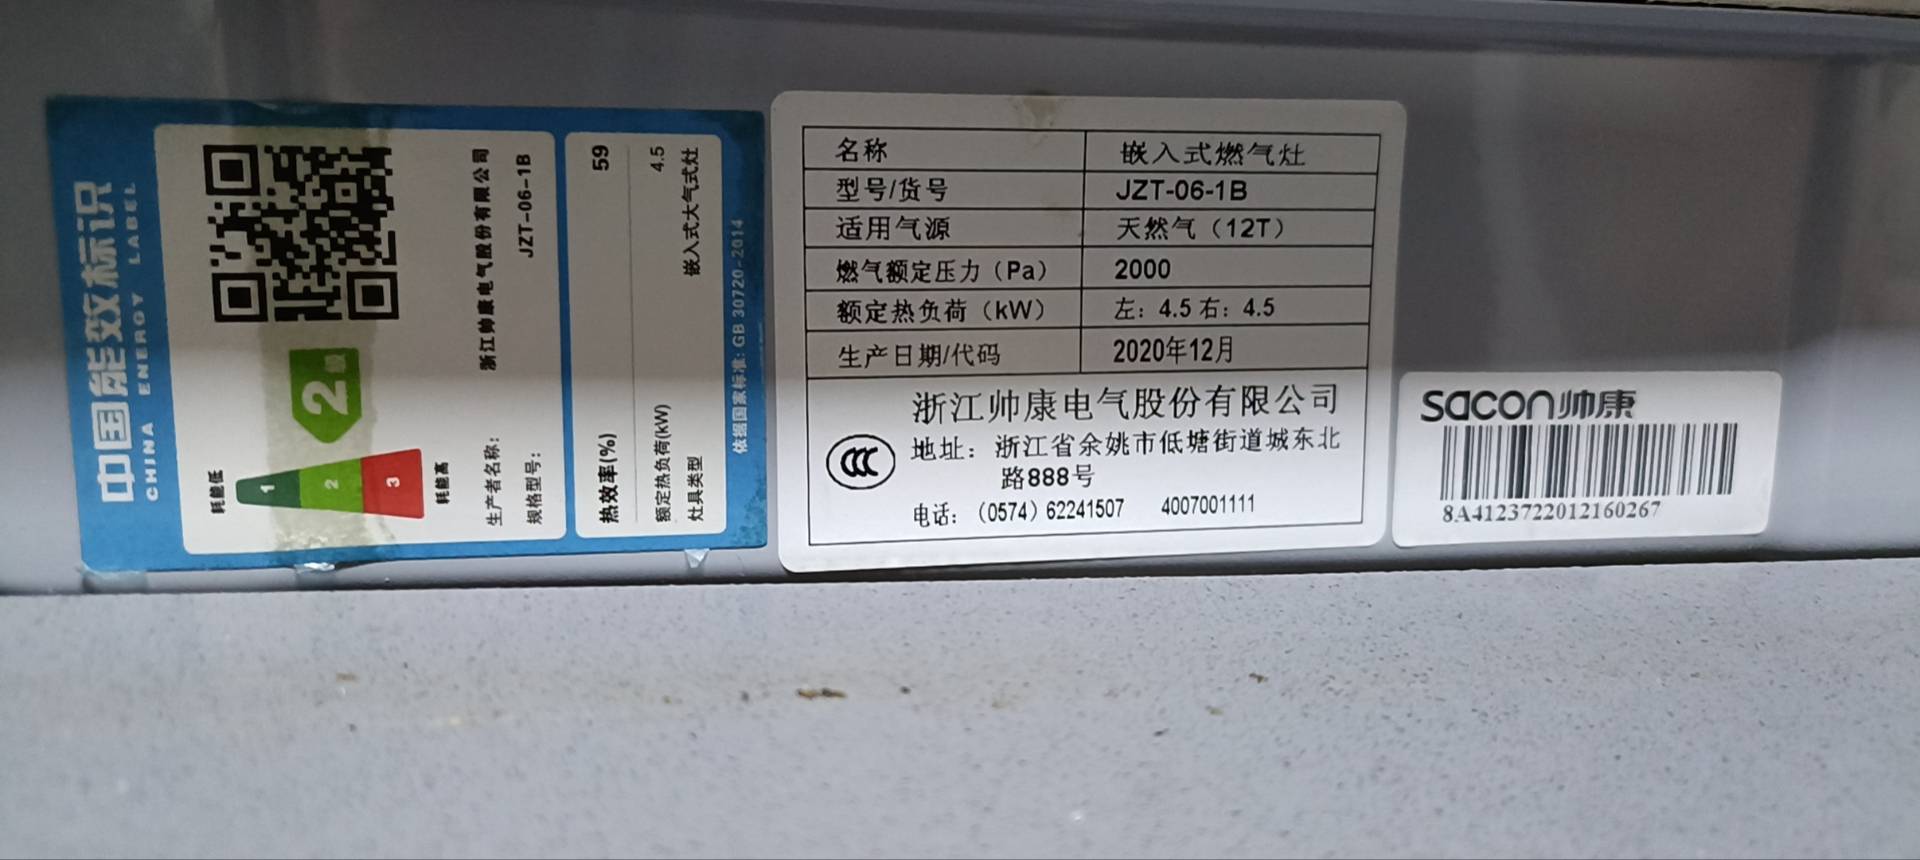 中国能效标识
CHINA ENERGY LABEL
耗能低
1
2
3
耗能高
2级
生产者名称： 浙江帅康电气股份有限公司
规格型号： JZT-06-1B
热效率(%) 59
额定热负荷(kW) 4.5
灶具类型 嵌入式大气式灶
依据国家标准: GB 30720-2014
名称 嵌入式燃气灶
型号/货号 JZT-06-1B
适用气源 天然气（12T）
燃气额定压力（Pa） 2000
额定热负荷（kW） 左：4.5 右：4.5
生产日期/代码 2020年12月
浙江帅康电气股份有限公司
地址： 浙江省余姚市低塘街道城东北
路888号
电话：（0574）62241507 4007001111
sacon帅康
8A4123722012160267